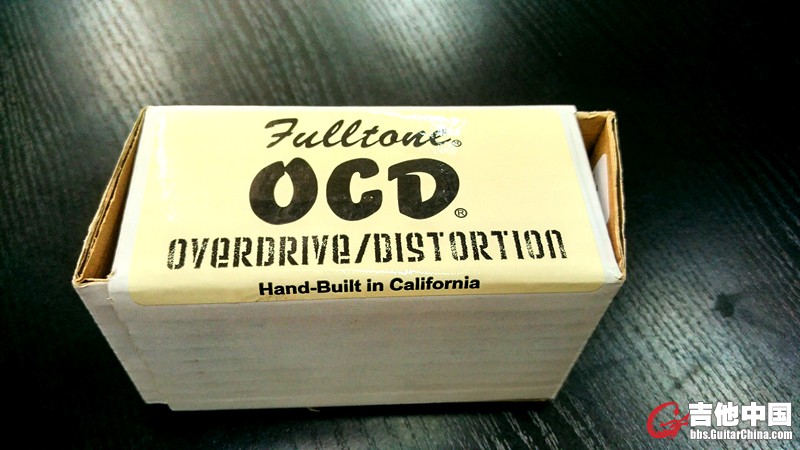 Fulltone®
OCD®
OVERDRIVE/DISTORTION
Hand-Built in California
吉他中国
bbs.GuitarChina.com